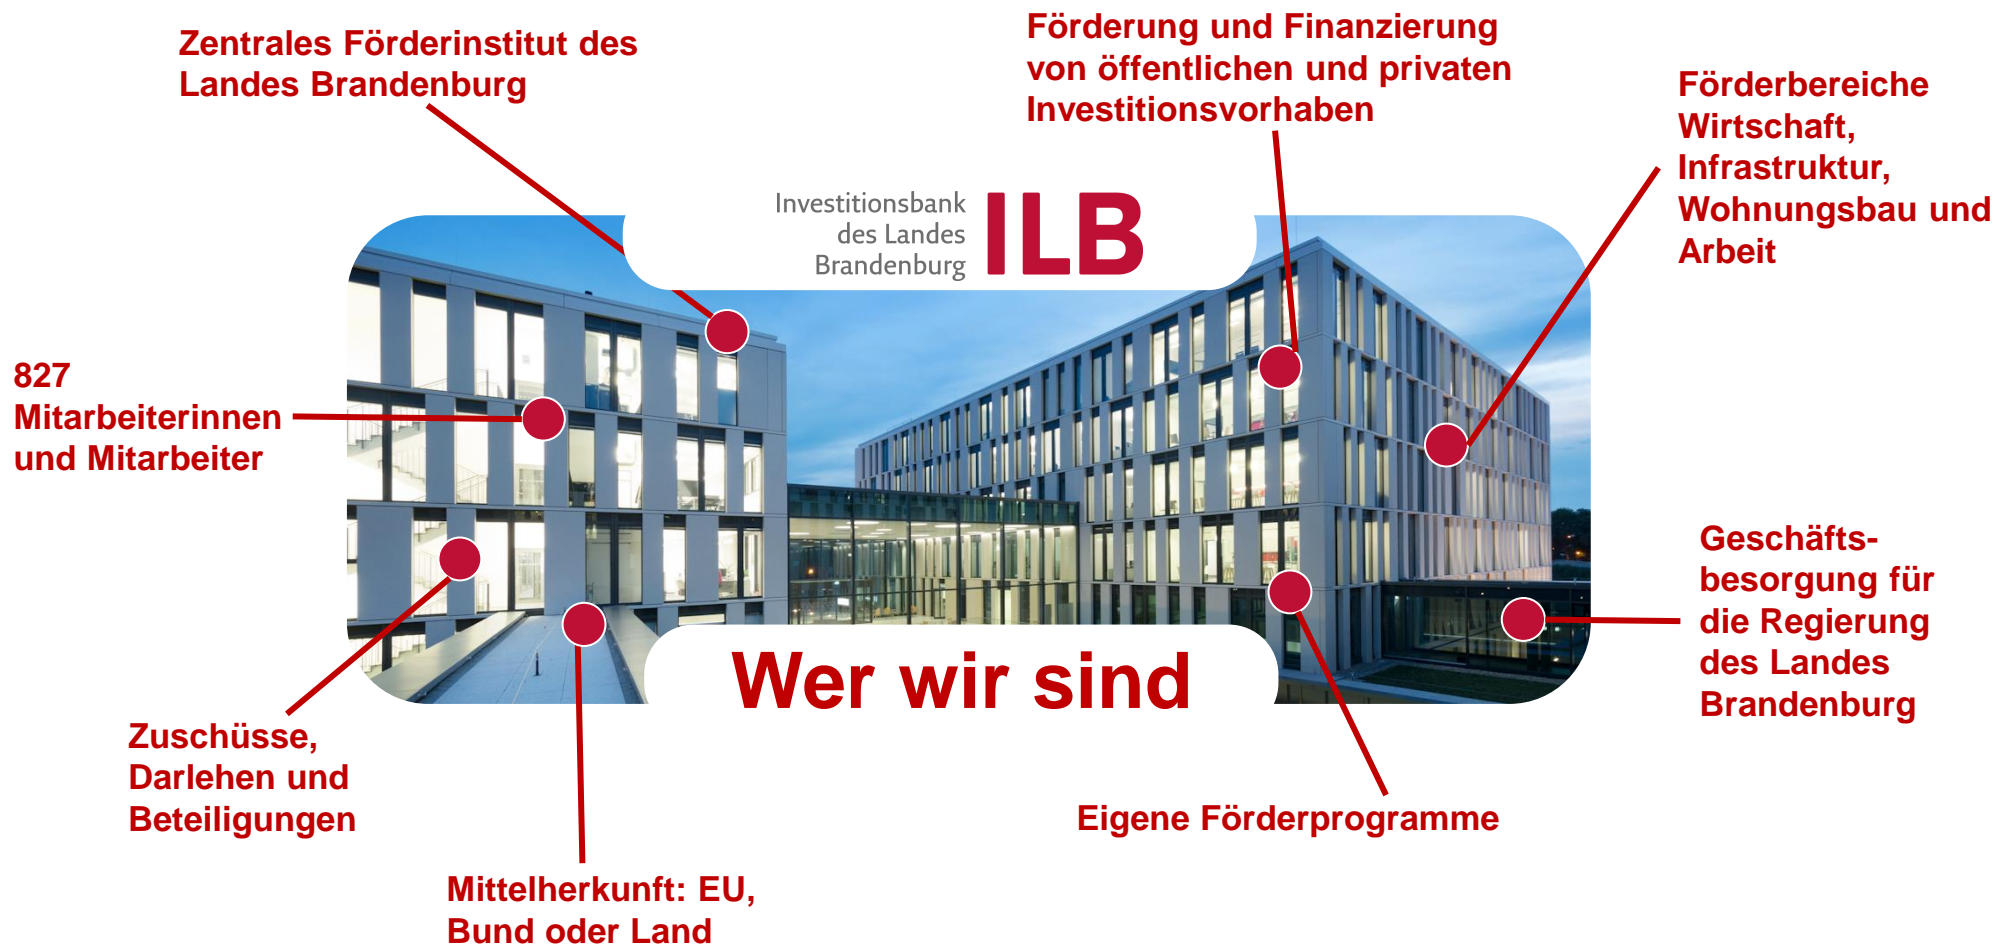 Zentrales Förderinstitut des
Landes Brandenburg
Förderung und Finanzierung
von öffentlichen und privaten
Investitionsvorhaben
Förderbereiche
Wirtschaft,
Infrastruktur,
Wohnungsbau und
Arbeit
Investitionsbank
des Landes
Brandenburg
ILB
827
Mitarbeiterinnen
und Mitarbeiter
Geschäfts-
besorgung für
die Regierung
des Landes
Brandenburg
Wer wir sind
Zuschüsse,
Darlehen und
Beteiligungen
Eigene Förderprogramme
Mittelherkunft: EU,
Bund oder Land